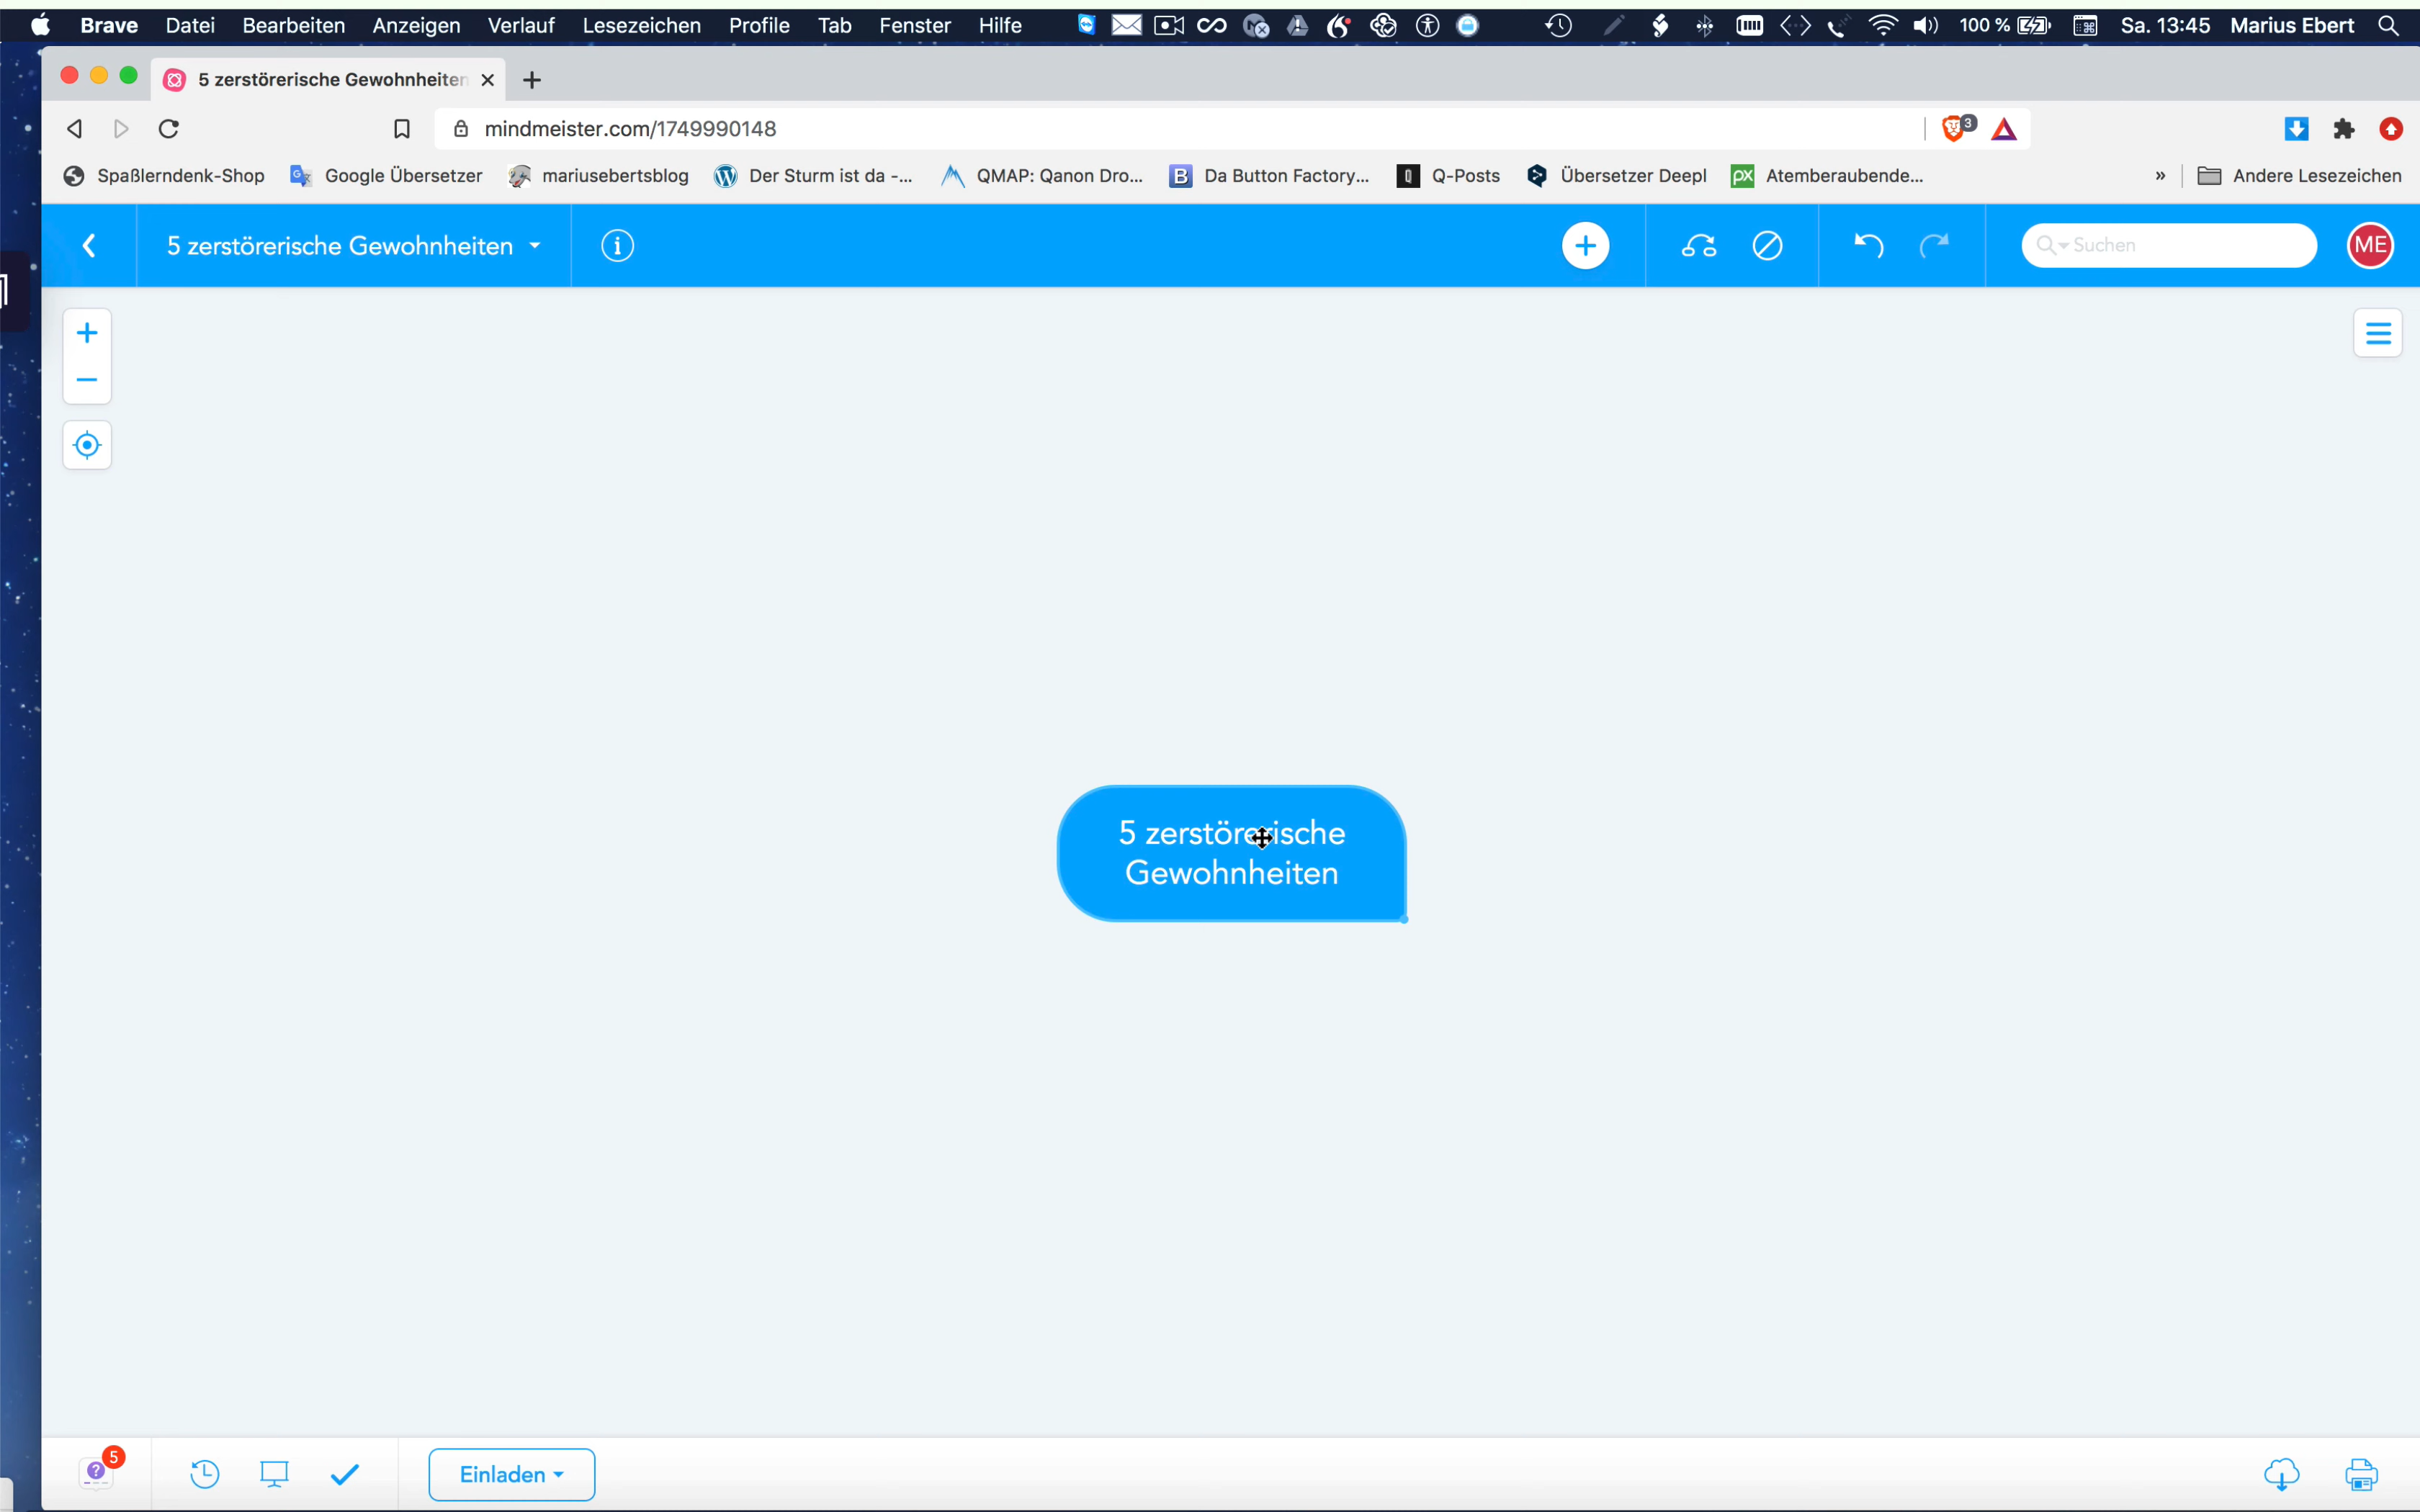 Brave Datei Bearbeiten Anzeigen Verlauf Lesezeichen Profile Tab Fenster Hilfe 100 % Sa. 13:45 Marius Ebert
5 zerstörerische Gewohnheiten
mindmeister.com/1749990148 3
Spaßlerndenk-Shop Google Übersetzer mariusebertsblog Der Sturm ist da -... QMAP: Qanon Dro... B Da Button Factory... Q Q-Posts Übersetzer Deepl px Atemberaubende... » Andere Lesezeichen
5 zerstörerische Gewohnheiten Suchen ME
5 zerstörerische
Gewohnheiten
5
Einladen